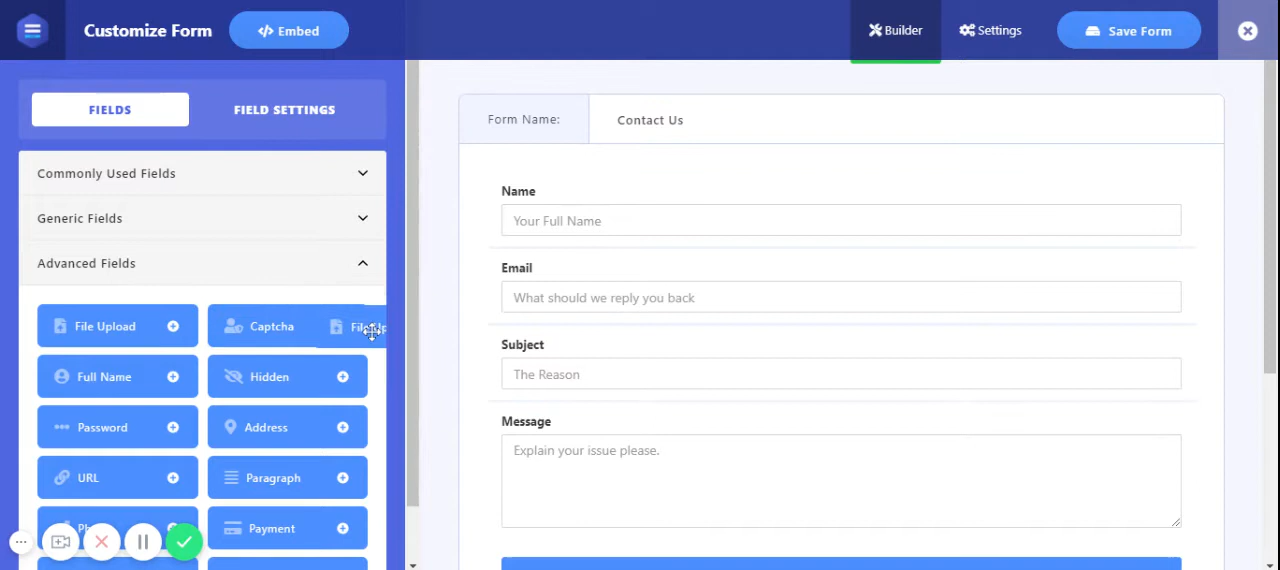 Customize Form
Embed
Builder
Settings
Save Form
FIELDS
FIELD SETTINGS
Commonly Used Fields
Generic Fields
Advanced Fields
File Upload
Captcha
Full Name
Hidden
Password
Address
URL
Paragraph
Payment
Form Name:
Contact Us
Name
Your Full Name
Email
What should we reply you back
Subject
The Reason
Message
Explain your issue please.